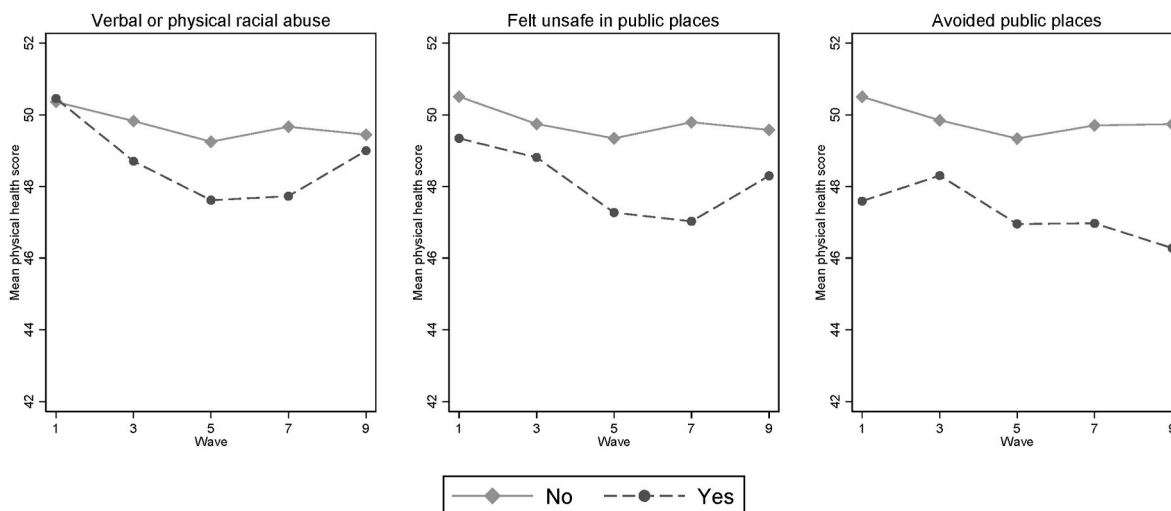 Verbal or physical racial abuse
Mean physical health score
52
50
48
46
44
42
1 3 5 7 9
Wave
Felt unsafe in public places
Mean physical health score
52
50
48
46
44
42
1 3 5 7 9
Wave
Avoided public places
Mean physical health score
52
50
48
46
44
42
1 3 5 7 9
Wave
No Yes